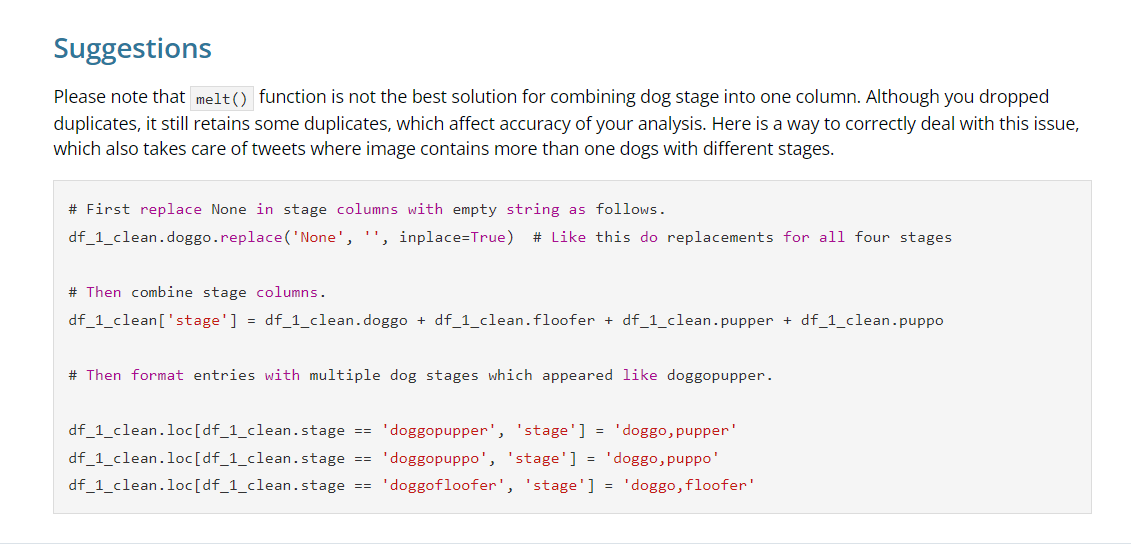 Suggestions
Please note that melt() function is not the best solution for combining dog stage into one column. Although you dropped
duplicates, it still retains some duplicates, which affect accuracy of your analysis. Here is a way to correctly deal with this issue,
which also takes care of tweets where image contains more than one dogs with different stages.
# First replace None in stage columns with empty string as follows.
df_1_clean.doggo.replace('None', '', inplace=True)  # Like this do replacements for all four stages
# Then combine stage columns.
df_1_clean['stage'] = df_1_clean.doggo + df_1_clean.floofer + df_1_clean.pupper + df_1_clean.puppo
# Then format entries with multiple dog stages which appeared like doggopupper.
df_1_clean.loc[df_1_clean.stage == 'doggopupper', 'stage'] = 'doggo,pupper'
df_1_clean.loc[df_1_clean.stage == 'doggopuppo', 'stage'] = 'doggo,puppo'
df_1_clean.loc[df_1_clean.stage == 'doggofloofer', 'stage'] = 'doggo,floofer'